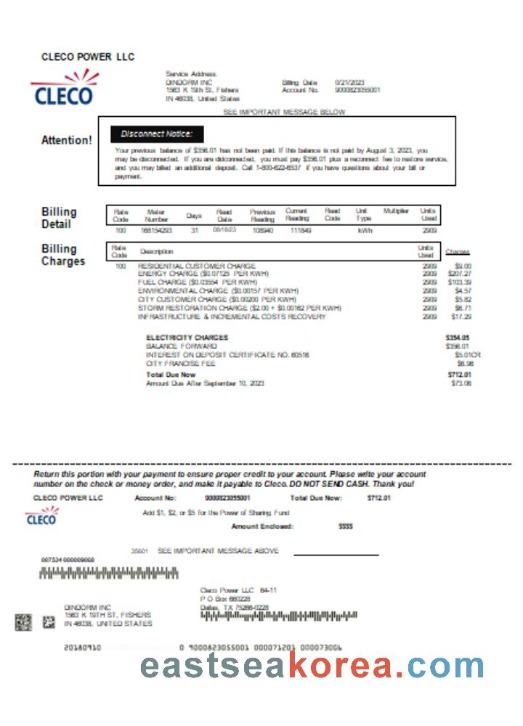 CLECO POWER LLC
CLECO
Service Address.
DINDORM INC
1563 K 19th St, Fishers
IN 46038, United States
Billing Date 0/21/2023
Account No. 9000823055001
SEE IMPORTANT MESSAGE BELOW
Attention!
Disconnect Notice:
Your previous balance of $356.01 has not been paid. If this balance is not paid by August 3, 2023, you
may be disconnected. If you are didconnected, you must pay $356.01 plus a reconnect fee to restore service,
and you may billed an additional deposit. Call 1-800-622-6537 if you have questions about your bill or
payment.
Billing
Detail
Rate
Code
Meter
Number
Days
Read
Date
Previous
Reading
Current
Reading
Read
Code
Unit
Type
Multiplier
Units
Used
100 168154293 31 08/18/23 108940 111849 kWh 2909
Billing
Charges
Rate
Code
Description
Units
Used
Charges
100 RESIDENTIAL CUSTOMER CHARGE 2909 $9.00
ENERGY CHARGE ($0.07125 PER KWH) 2909 $207.27
FUEL CHARGE ($0.03554 PER KWH) 2909 $103.39
ENVIRONMENTAL CHARGE ($0.00157 PER KWH) 2909 $4.57
CITY CUSTOMER CHARGE ($0.00200 PER KWH) 2909 $5.82
STORM RESTORATION CHARGE ($2.00 + $0.00162 PER KWH) 2909 $6.71
INFRASTRUCTURE & INCREMENTAL COSTS RECOVERY 2909 $17.29
ELECTRICITY CHARGES $354.05
BALANCE FORWARD $356.01
INTEREST ON DEPOSIT CERTIFICATE NO. 60516 $5.01CR
CITY FRANCISE FEE $6.96
Total Due Now $712.01
Amount Due After September 10, 2023 $73.06
Return this portion with your payment to ensure proper credit to your account. Please write your account
number on the check or money order, and make it payable to Cleco. DO NOT SEND CASH. Thank you!
CLECO POWER LLC Account No: 9000823055001 Total Due Now: $712.01
CLECO
Add $1, $2, or $5 for the Power of Sharing Fund
Amount Enclosed: $$$$
35601 SEE IMPORTANT MESSAGE ABOVE
007534 000009660
Cleco Power LLC 84-11
P O Box 660228
Dallas, TX 75266-0228
DINDORM INC
1563 K 19TH ST, FISHERS
IN 46038, UNITED STATES
20180910 0 9000823055001 000071201 000073006
eastseakorea.com